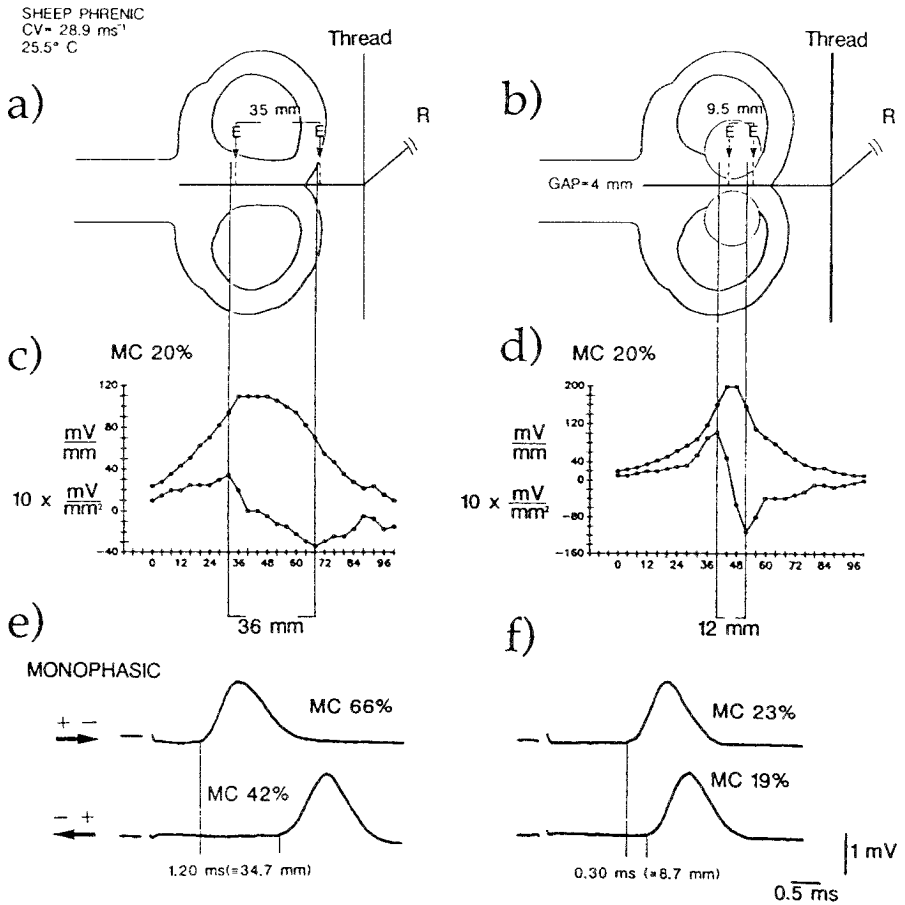 SHEEP PHRENIC
CV= 28.9 ms⁻¹
25.5° C
a)
35 mm
E E
Thread
R
b)
9.5 mm
E E
GAP=4 mm
Thread
R
c)
MC 20%
120
80
40
0
-40
mV/mm
10 x mV/mm²
0 12 24 36 48 60 72 84 96
36 mm
d)
MC 20%
200
120
40
0
-80
-160
mV/mm
10 x mV/mm²
0 12 24 36 48 60 72 84 96
12 mm
e)
MONOPHASIC
+ -
MC 66%
- +
MC 42%
1.20 ms(=34.7 mm)
f)
MC 23%
MC 19%
0.30 ms (=8.7 mm)
1 mV
0.5 ms